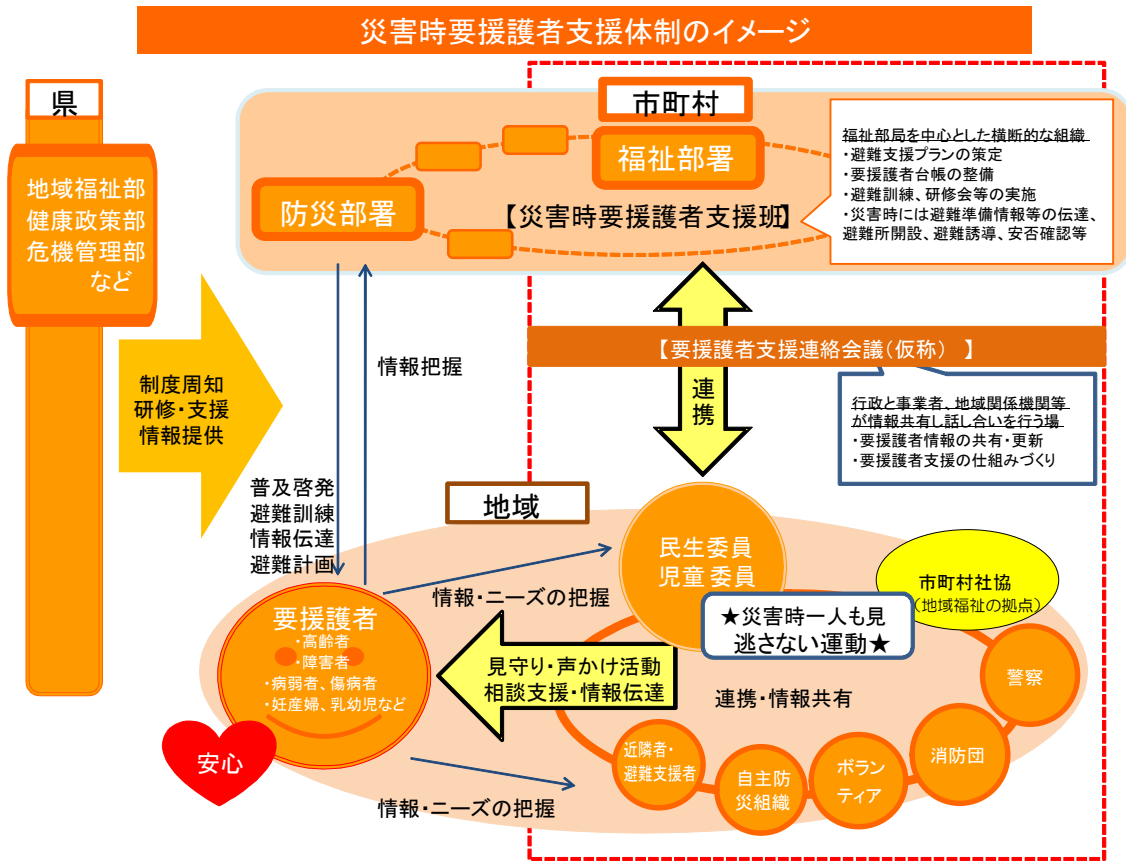 災害時要援護者支援体制のイメージ
県
地域福祉部
健康政策部
危機管理部
など
市町村
福祉部署
防災部署
【災害時要援護者支援班】
福祉部局を中心とした横断的な組織
・避難支援プランの策定
・要援護者台帳の整備
・避難訓練、研修会等の実施
・災害時には避難準備情報等の伝達、
避難所開設、避難誘導、安否確認等
制度周知
研修・支援
情報提供
情報把握
連携
【要援護者支援連絡会議(仮称) 】
行政と事業者、地域関係機関等
が情報共有し話し合いを行う場
・要援護者情報の共有・更新
・要援護者支援の仕組みづくり
普及啓発
避難訓練
情報伝達
避難計画
地域
民生委員
児童委員
市町村社協
(地域福祉の拠点)
★災害時一人も見
逃さない運動★
情報・ニーズの把握
要援護者
・高齢者
・障害者
・病弱者、傷病者
・妊産婦、乳幼児など
安心
見守り・声かけ活動
相談支援・情報伝達
連携・情報共有
警察
消防団
ボラン
ティア
自主防
災組織
近隣者・
避難支援者
情報・ニーズの把握